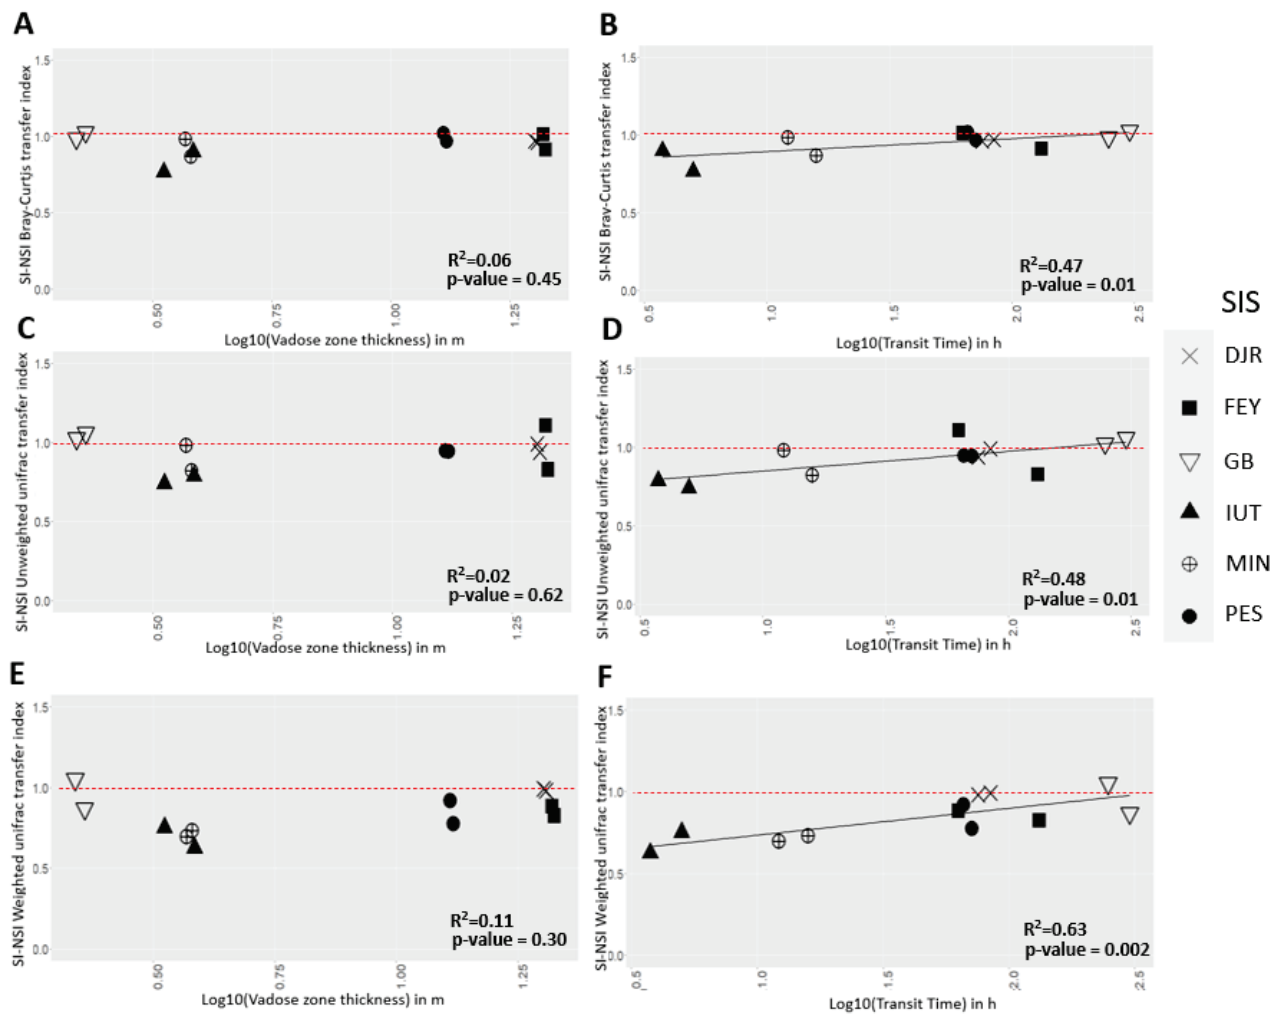 A
SI-NSI Bray-Curtjs transfer index
1.5
1.0
0.5
0.0
R²=0.06
p-value = 0.45
0.50
0.75
1.00
1.25
Log10(Vadose zone thickness) in m
B
SI-NSI Bray-Curtis transfer index
1.5
1.0
0.5
0.0
R²=0.47
p-value = 0.01
0.5
1.0
1.5
2.0
2.5
Log10(Transit Time) in h
C
SI-NSI Unweighted unifrac transfer index
1.5
1.0
0.5
0.0
R²=0.02
p-value = 0.62
0.50
0.75
1.00
1.25
Log10(Vadose zone thickness) in m
D
SI-NSI Unweighted unifrac transfer index
1.5
1.0
0.5
0.0
R²=0.48
p-value = 0.01
0.5
1.0
1.5
2.0
2.5
Log10(Transit Time) in h
E
SI-NSI Weighted unifrac transfer index
1.5
1.0
0.5
0.0
R²=0.11
p-value = 0.30
0.50
0.75
1.00
1.25
Log10(Vadose zone thickness) in m
F
SI-NSI Weighted unifrac transfer index
1.5
1.0
0.5
0.0
R²=0.63
p-value = 0.002
0.5
1.0
1.5
2.0
2.5
Log10(Transit Time) in h
SIS
DJR
FEY
GB
IUT
MIN
PES